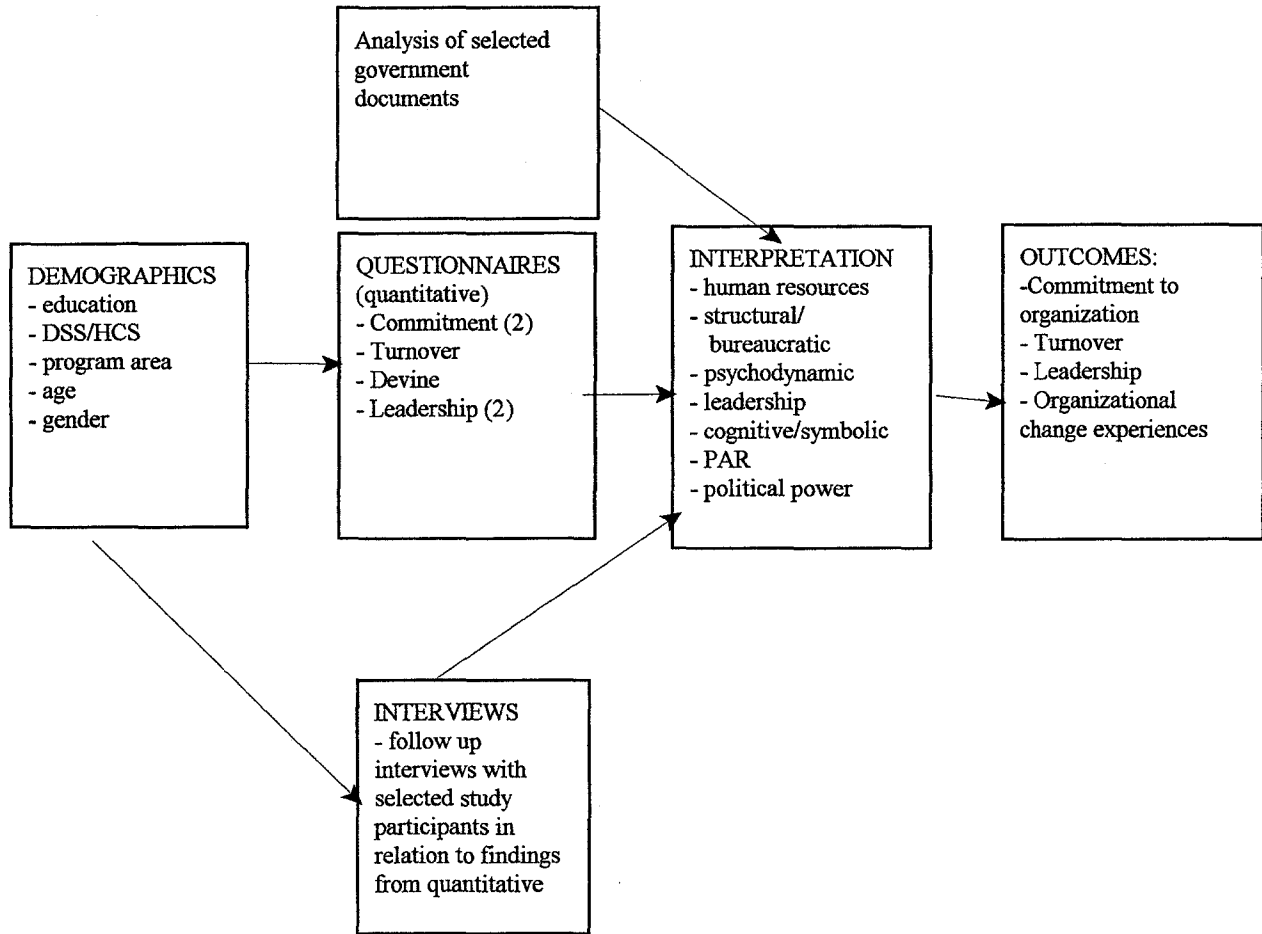 Analysis of selected
government
documents
DEMOGRAPHICS
- education
- DSS/HCS
- program area
- age
- gender
QUESTIONNAIRES
(quantitative)
- Commitment (2)
- Turnover
- Devine
- Leadership (2)
INTERPRETATION
- human resources
- structural/
bureaucratic
- psychodynamic
- leadership
- cognitive/symbolic
- PAR
- political power
OUTCOMES:
-Commitment to
organization
- Turnover
- Leadership
- Organizational
change experiences
INTERVIEWS
- follow up
interviews with
selected study
participants in
relation to findings
from quantitative